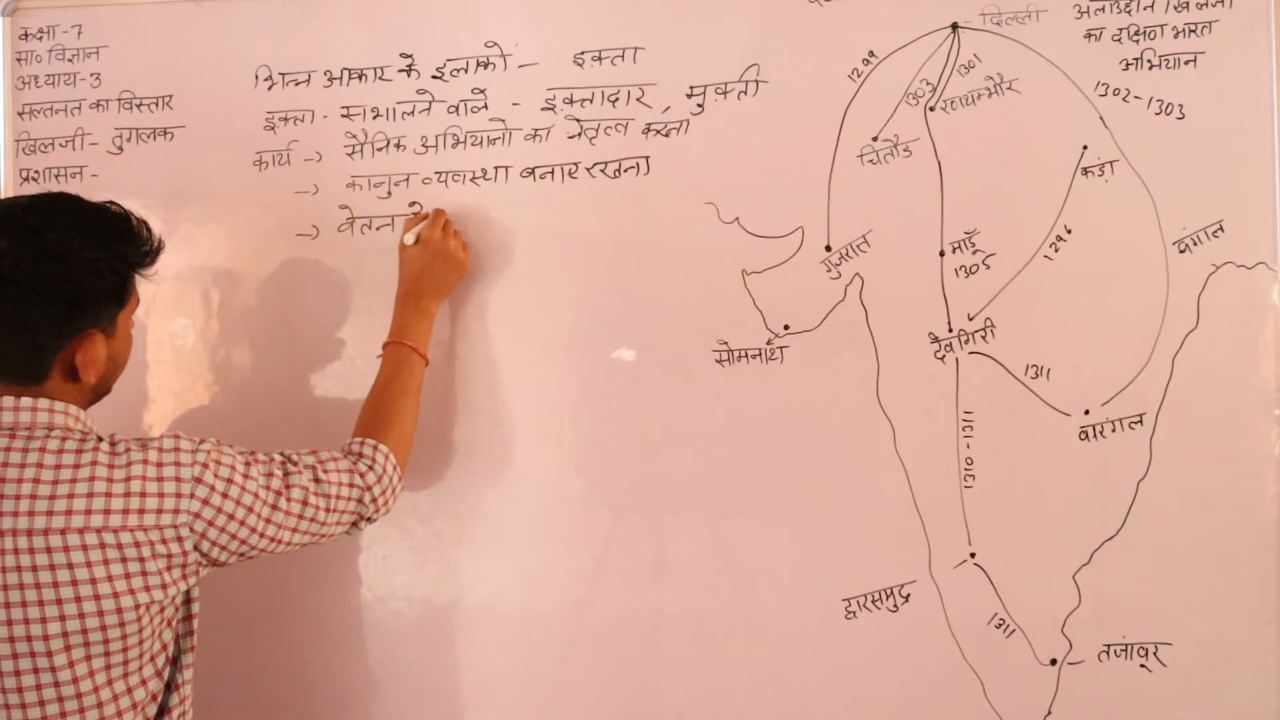 कक्षा -7
सा० विज्ञान
अध्याय-3
सल्तनत का विस्तार
खिलजी- तुगलक
प्रशासन-
भिन्न आकार के इलाको - इक़्ता
इक़्ता - सभालने वाले - इक़्तादार, मुक़्ती
कार्य -> सैनिक अभियानो का नेतृत्व करना
-> कानुन व्यवस्था बनाए रखना
-> वेतन
दिल्ली
अलाउद्दीन खिलजी
का दक्षिण भारत
अभियान
1302-1303
1299
1303
1301
रणथम्भौर
चितौड
कड़ा
1296
गुजरात
माडूँ
1305
बंगाल
सोमनाथ
देवगिरी
1311
वारंगल
1310-1311
द्वारसमुद्र
1311
तजांवूर